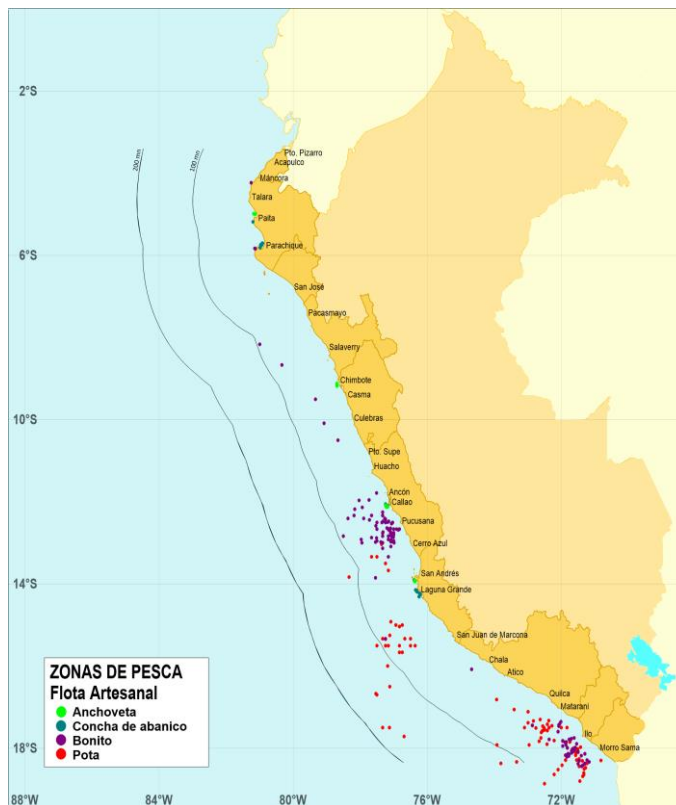 2°S
200 mn
100 mn
Pto. Pizarro
Acapulco
Máncora
Talara
Paita
6°S
Parachique
San José
Pacasmayo
Salaverry
Chimbote
Casma
10°S
Culebras
Pto. Supe
Huacho
Ancón
Callao
Pucusana
Cerro Azul
14°S
San Andrés
Laguna Grande
San Juan de Marcona
Chala
Atico
Quilca
Matarani
Ilo
18°S
Morro Sama
ZONAS DE PESCA
Flota Artesanal
Anchoveta
Concha de abanico
Bonito
Pota
88°W 84°W 80°W 76°W 72°W